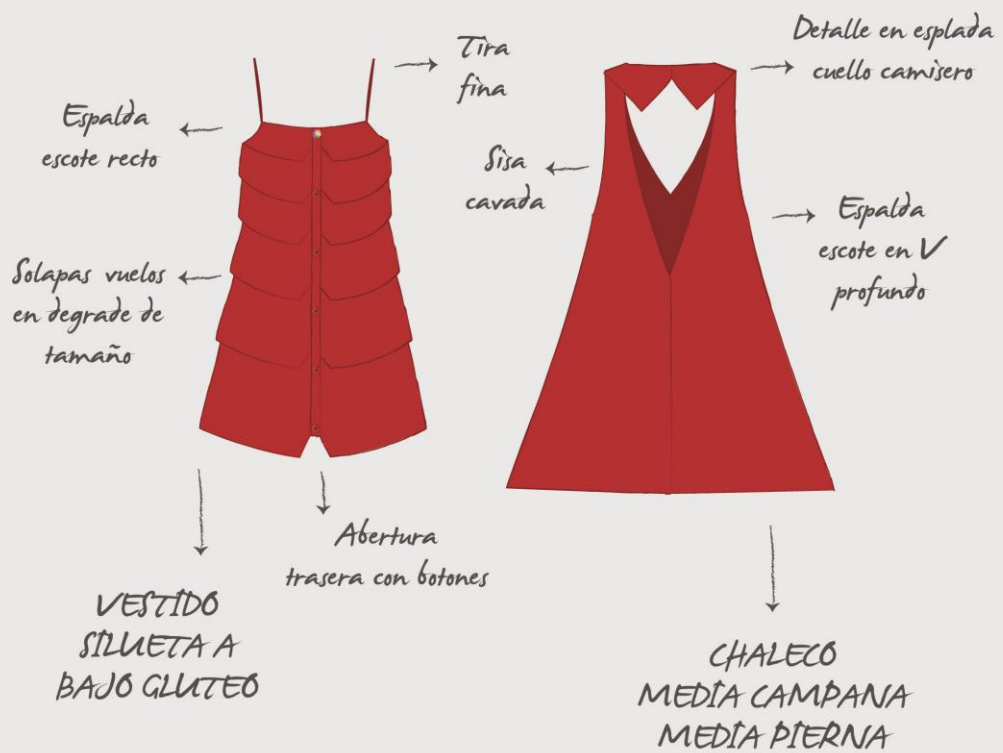 Tira
fina
Detalle en esplada
cuello camisero
Espalda
escote recto
Sisa
cavada
Espalda
escote en V
profundo
Solapas vuelos
en degrade de
tamaño
Abertura
trasera con botones
VESTIDO
SILUETA A
BAJO GLUTEO
CHALECO
MEDIA CAMPANA
MEDIA PIERNA